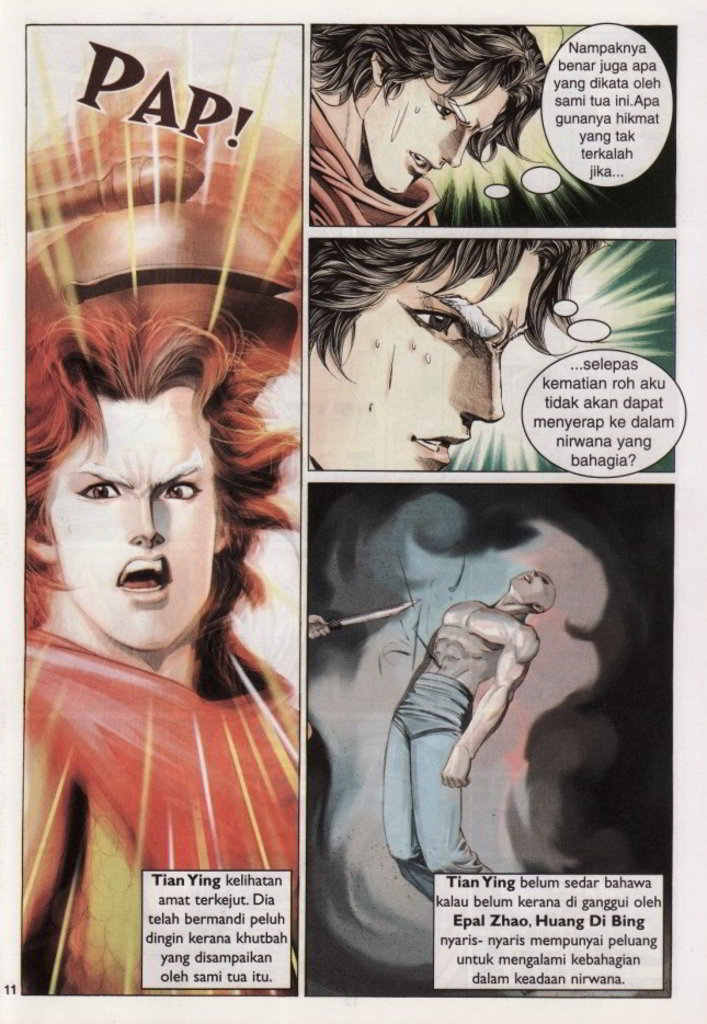 PAP!
Tian Ying kelihatan
amat terkejut. Dia
telah bermandi peluh
dingin kerana khutbah
yang disampaikan
oleh sami tua itu.
Nampaknya
benar juga apa
yang dikata oleh
sami tua ini.Apa
gunanya hikmat
yang tak
terkalah
jika...
...selepas
kematian roh aku
tidak akan dapat
menyerap ke dalam
nirwana yang
bahagia?
Tian Ying belum sedar bahawa
kalau belum kerana di ganggui oleh
Epal Zhao, Huang Di Bing
nyaris- nyaris mempunyai peluang
untuk mengalami kebahagian
dalam keadaan nirwana.
11